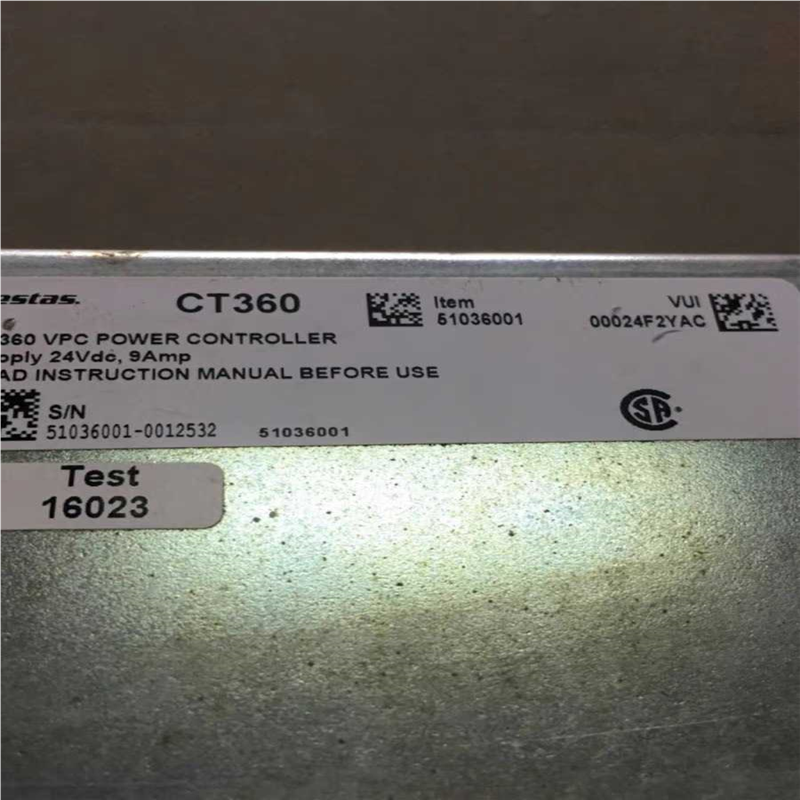 estas.
CT360
Item
51036001
VUI
00024F2YAC
360 VPC POWER CONTROLLER
pply 24Vdc, 9Amp
AD INSTRUCTION MANUAL BEFORE USE
S/N
51036001-0012532
51036001
SA
Test
16023